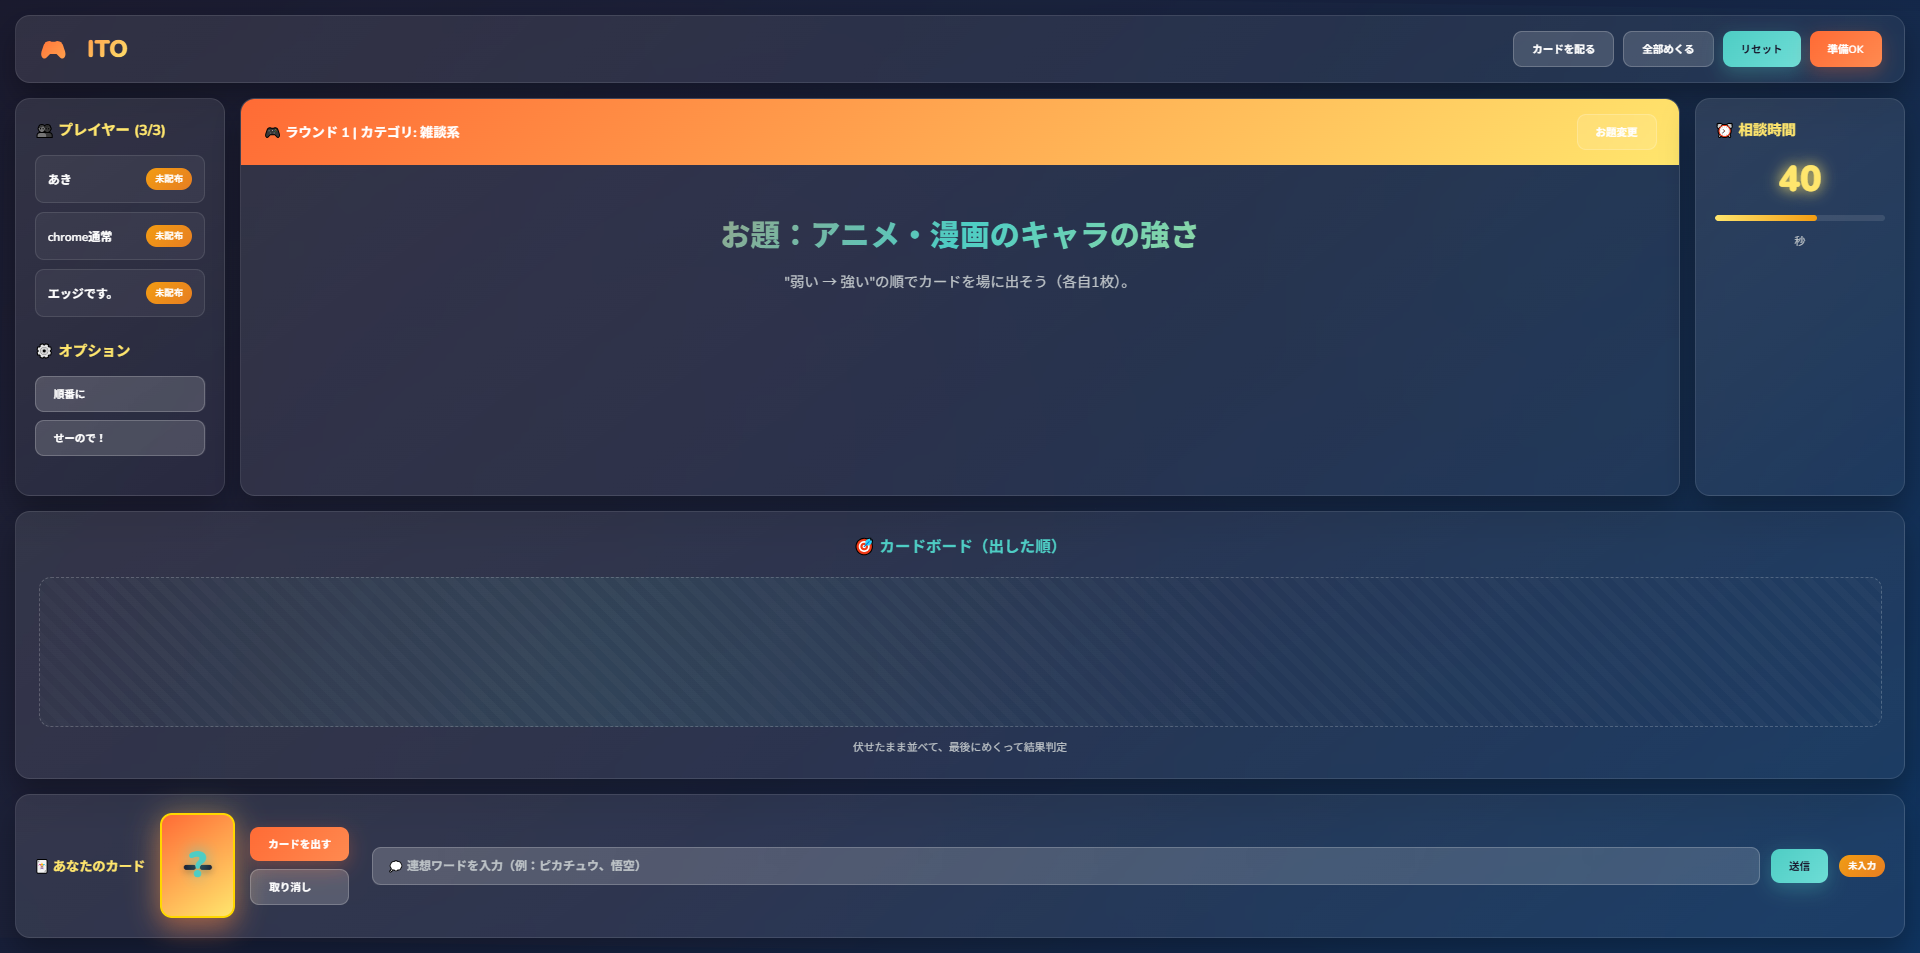 ITO
カードを配る
全部めくる
リセット
準備OK
プレイヤー (3/3)
あき
未配布
chrome通常
未配布
エッジです。
未配布
オプション
順番に
せーので！
ラウンド 1 | カテゴリ: 雑談系
お題変更
お題：アニメ・漫画のキャラの強さ
"弱い → 強い"の順でカードを場に出そう（各自1枚）。
相談時間
40
秒
カードボード（出した順）
伏せたまま並べて、最後にめくって結果判定
あなたのカード
?
カードを出す
取り消し
連想ワードを入力（例：ピカチュウ、悟空）
送信
未入力